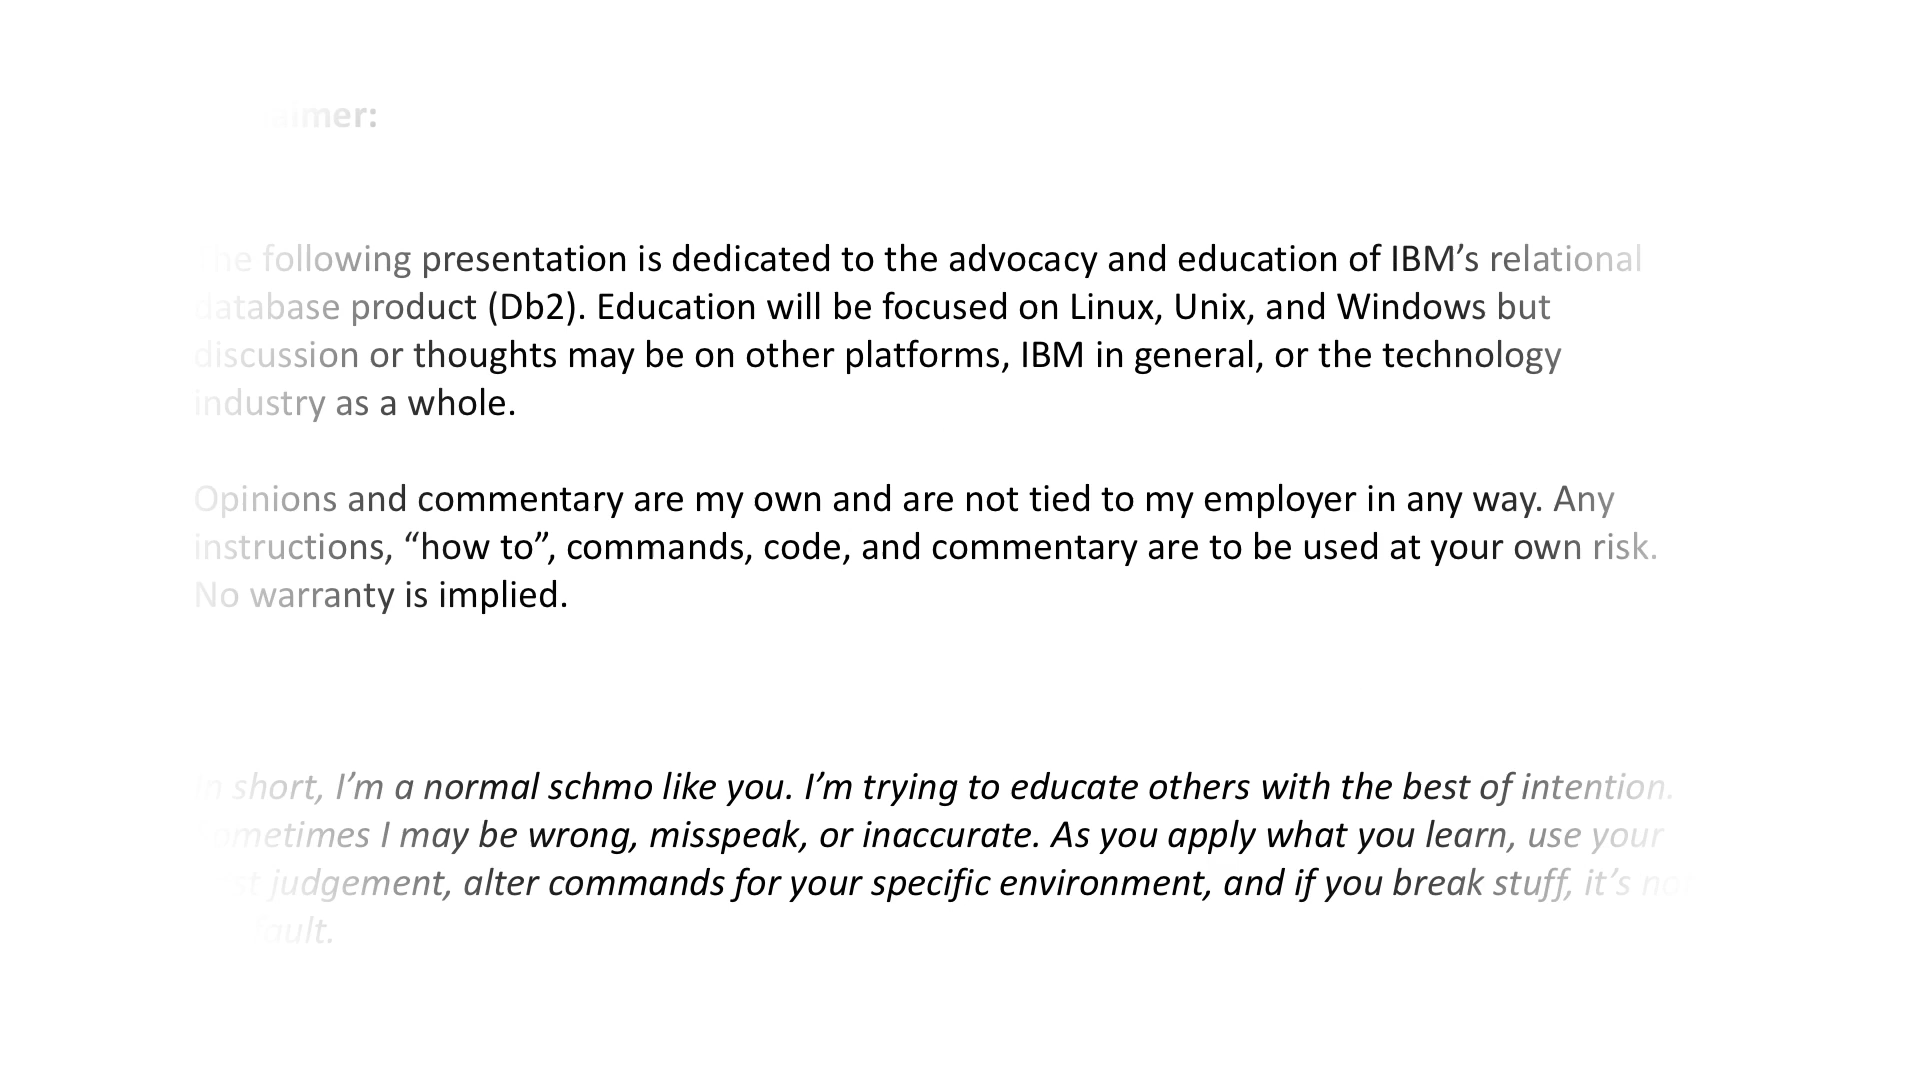 Disclaimer:
The following presentation is dedicated to the advocacy and education of IBM’s relational
database product (Db2). Education will be focused on Linux, Unix, and Windows but
discussion or thoughts may be on other platforms, IBM in general, or the technology
industry as a whole.
Opinions and commentary are my own and are not tied to my employer in any way. Any
instructions, “how to”, commands, code, and commentary are to be used at your own risk.
No warranty is implied.
In short, I’m a normal schmo like you. I’m trying to educate others with the best of intention.
Sometimes I may be wrong, misspeak, or inaccurate. As you apply what you learn, use your
best judgement, alter commands for your specific environment, and if you break stuff, it’s not
fault.